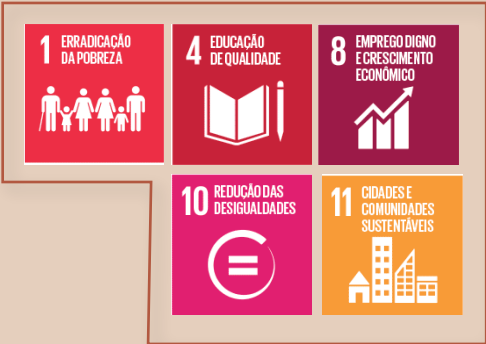 1 ERRADICAÇÃO
DA POBREZA
4 EDUCAÇÃO
DE QUALIDADE
8 EMPREGO DIGNO
E CRESCIMENTO
ECONÔMICO
10 REDUÇÃO DAS
DESIGUALDADES
11 CIDADES E
COMUNIDADES
SUSTENTÁVEIS